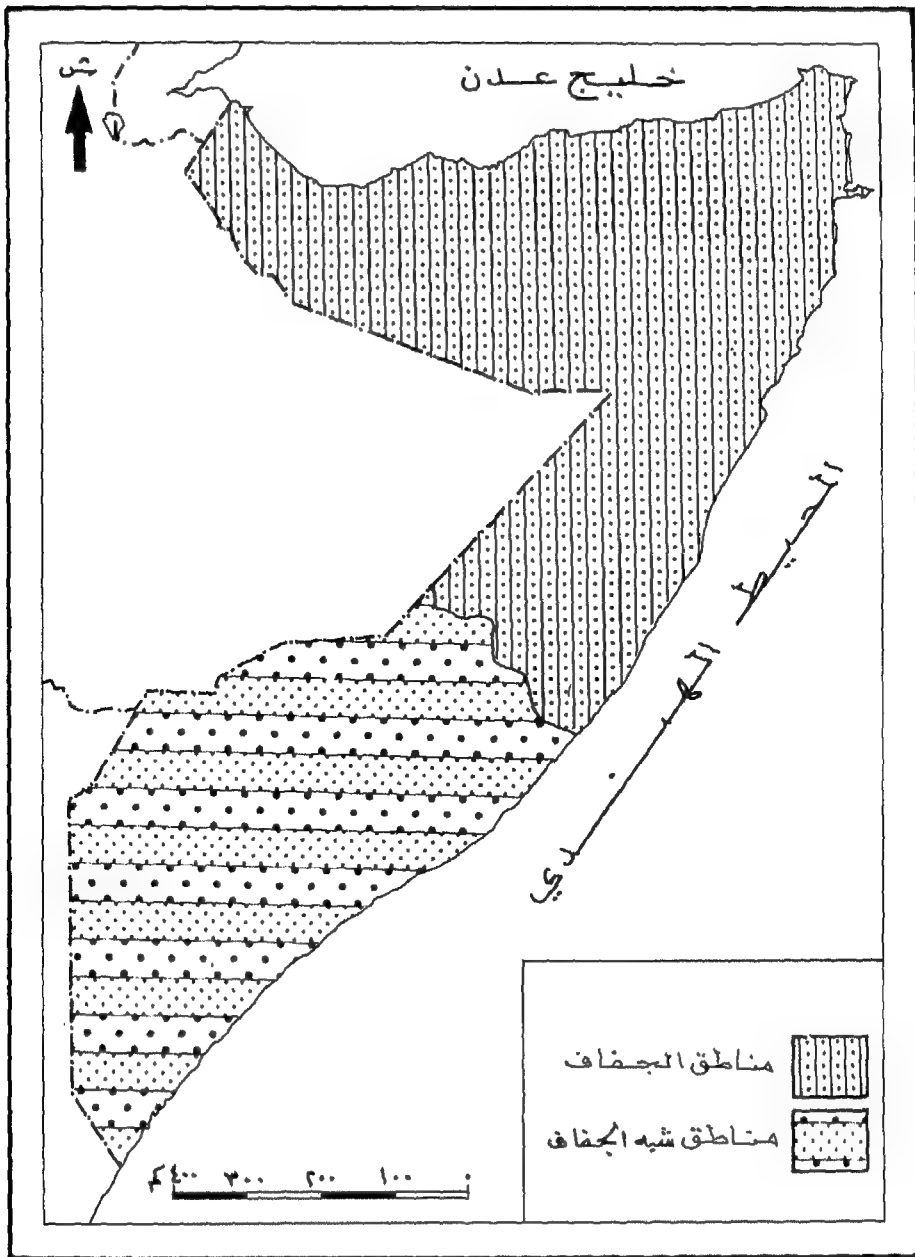 ش
خليج عدن
المحيط الهندي
مناطق الجفاف
مناطق شبه الجفاف
٠ ١٠٠ ٢٠٠ ٣٠٠ ٤٠٠ كم